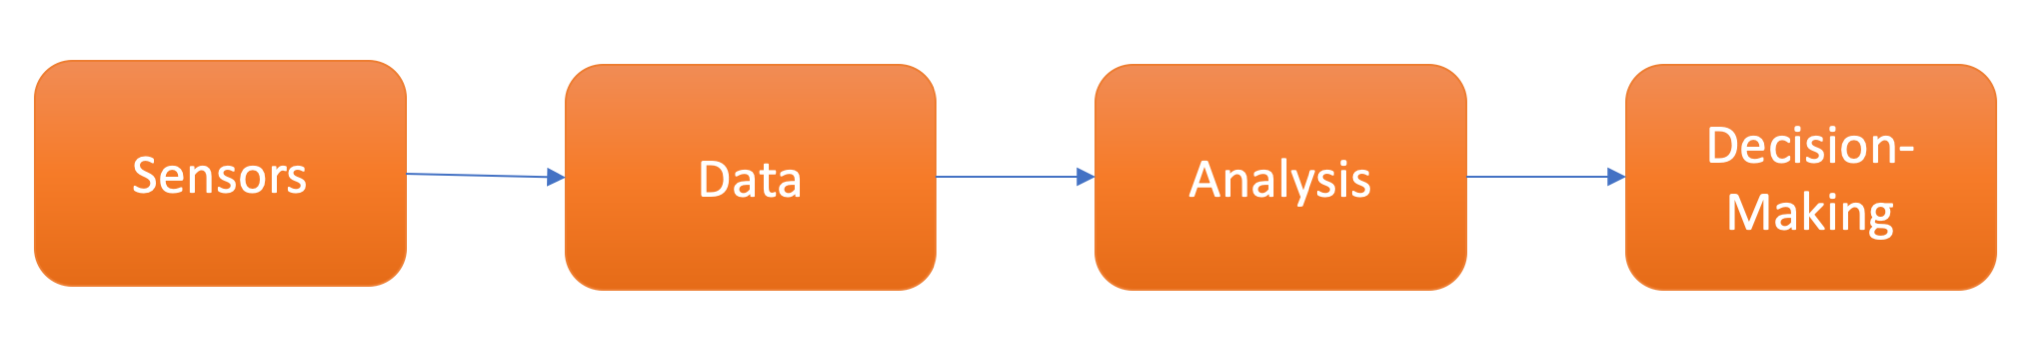 Sensors
Data
Analysis
Decision-
Making